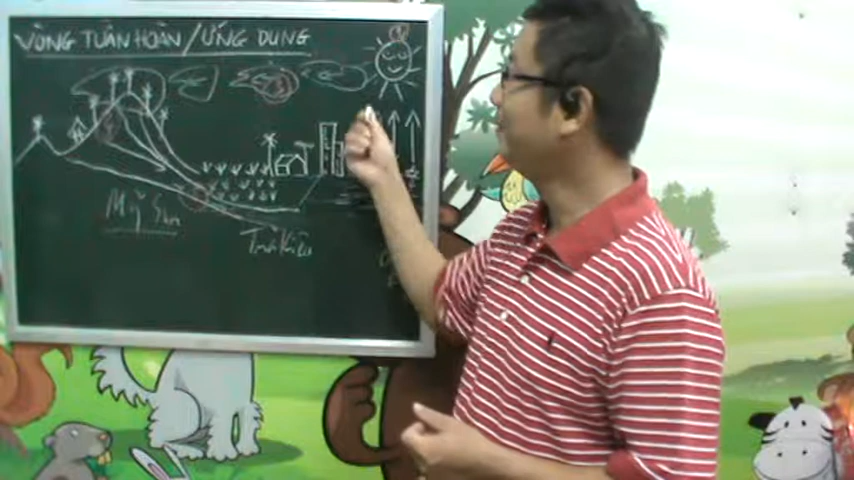 VÒNG TUẦN HOÀN / ỨNG DỤNG
Mỹ Sơn
Trà Kiệu